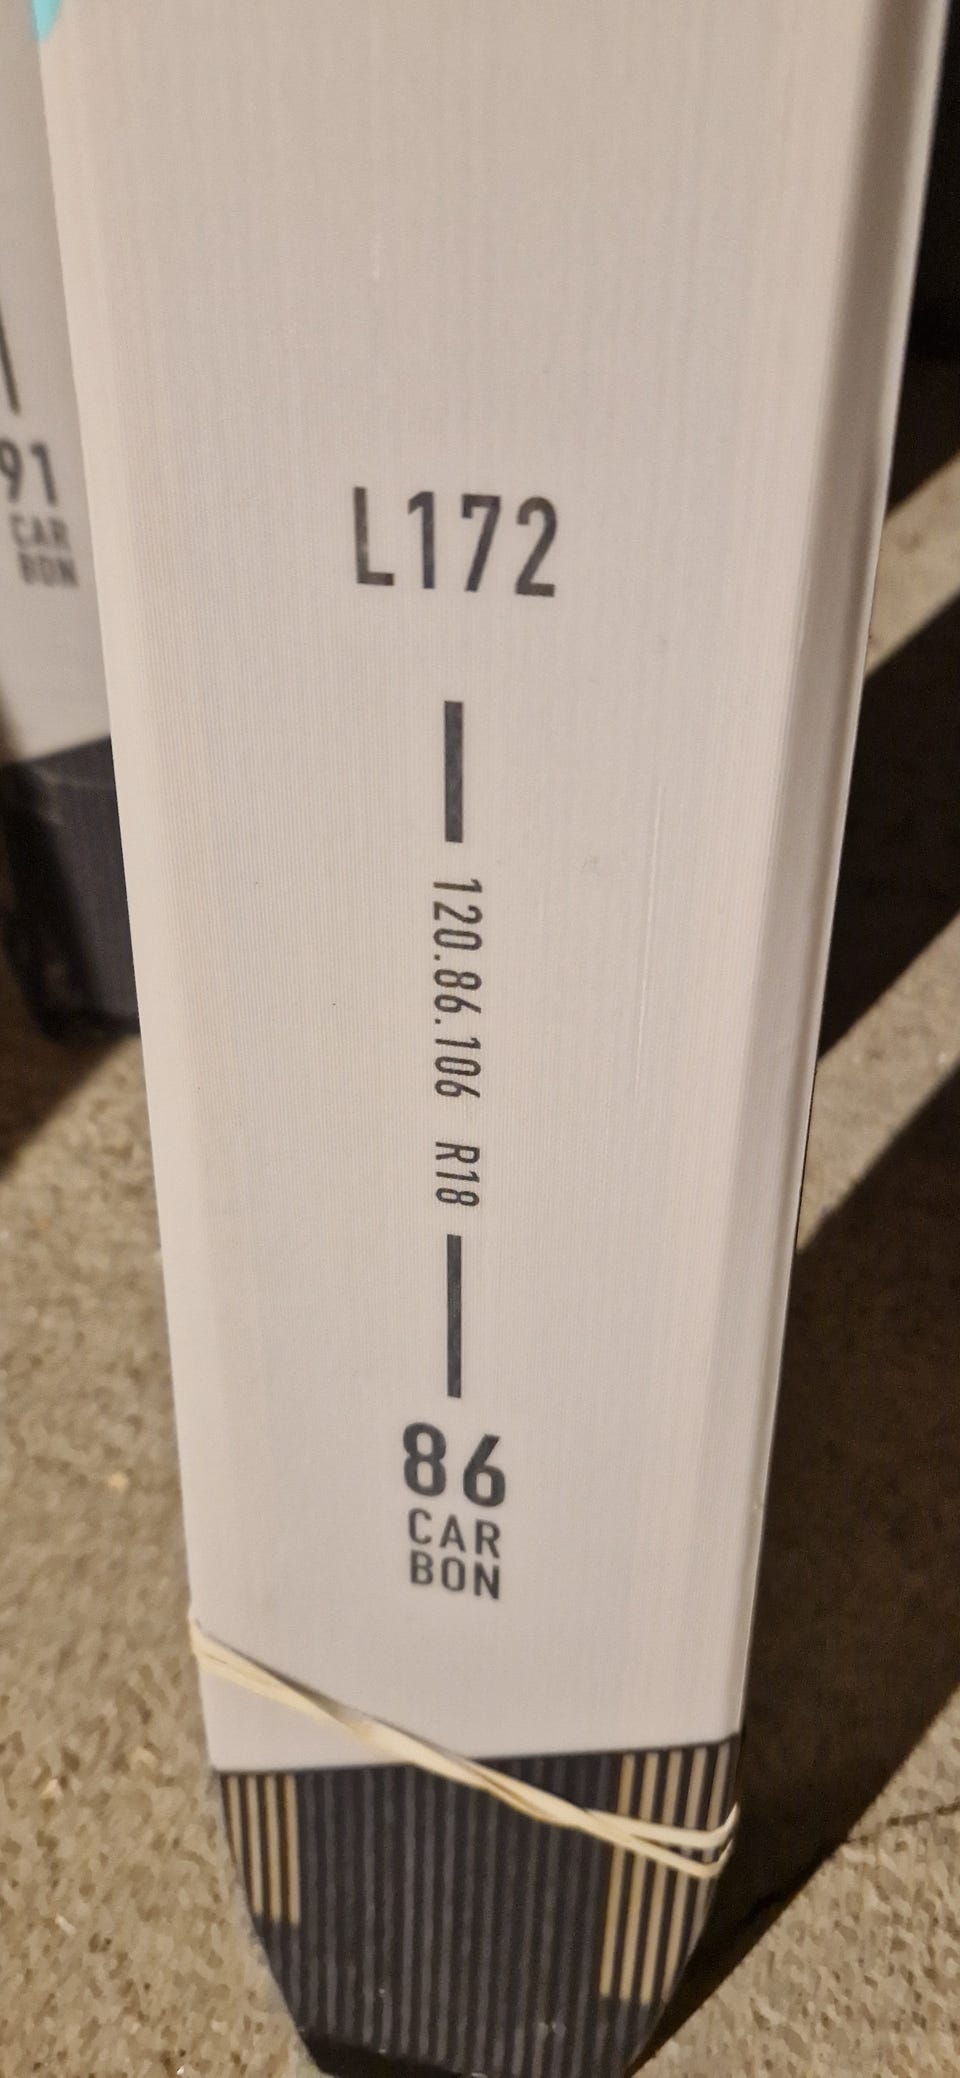 L172
120.86.106 R18
86
CAR
BON
91
CAR
BON